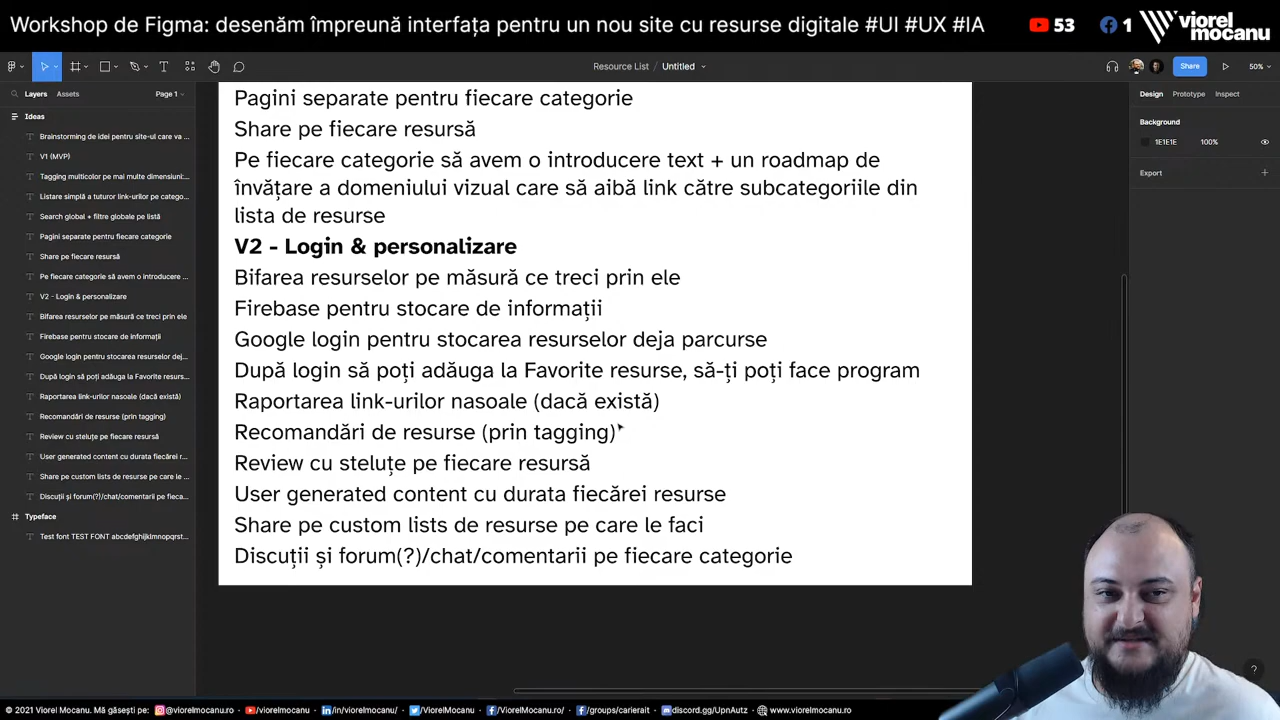 Workshop de Figma: desenăm împreună interfața pentru un nou site cu resurse digitale #UI #UX #IA
53
1
viorel
mocanu
Resource List / Untitled
Share
50%
Layers Assets Page 1
Design Prototype Inspect
Ideas
Background
1E1E1E 100%
Export
Brainstorming de idei pentru site-ul care va ...
V1 (MVP)
Tagging multicolor pe mai multe dimensiuni:...
Listare simplă a tuturor link-urilor pe catego...
Search global + filtre globale pe listă
Pagini separate pentru fiecare categorie
Share pe fiecare resursă
Pe fiecare categorie să avem o introducere ...
V2 - Login & personalizare
Bifarea resurselor pe măsură ce treci prin ele
Firebase pentru stocare de informații
Google login pentru stocarea resurselor dej...
După login să poți adăuga la Favorite resurs...
Raportarea link-urilor nasoale (dacă există)
Recomandări de resurse (prin tagging)
Review cu steluțe pe fiecare resursă
User generated content cu durata fiecărei r...
Share pe custom lists de resurse pe care le ...
Discuții și forum(?)/chat/comentarii pe fieca...
Typeface
Test font TEST FONT abcdefghijklmnopqrst...
Pagini separate pentru fiecare categorie
Share pe fiecare resursă
Pe fiecare categorie să avem o introducere text + un roadmap de
învățare a domeniului vizual care să aibă link către subcategoriile din
lista de resurse
V2 - Login & personalizare
Bifarea resurselor pe măsură ce treci prin ele
Firebase pentru stocare de informații
Google login pentru stocarea resurselor deja parcurse
După login să poți adăuga la Favorite resurse, să-ți poți face program
Raportarea link-urilor nasoale (dacă există)
Recomandări de resurse (prin tagging)
Review cu steluțe pe fiecare resursă
User generated content cu durata fiecărei resurse
Share pe custom lists de resurse pe care le faci
Discuții și forum(?)/chat/comentarii pe fiecare categorie
?
© 2021 Viorel Mocanu. Mă găsești pe: @viorelmocanu.ro /viorelmocanu /in/viorelmocanu/ /ViorelMocanu /ViorelMocanu.ro/ /groups/carierait discord.gg/UpnAutz www.viorelmocanu.ro